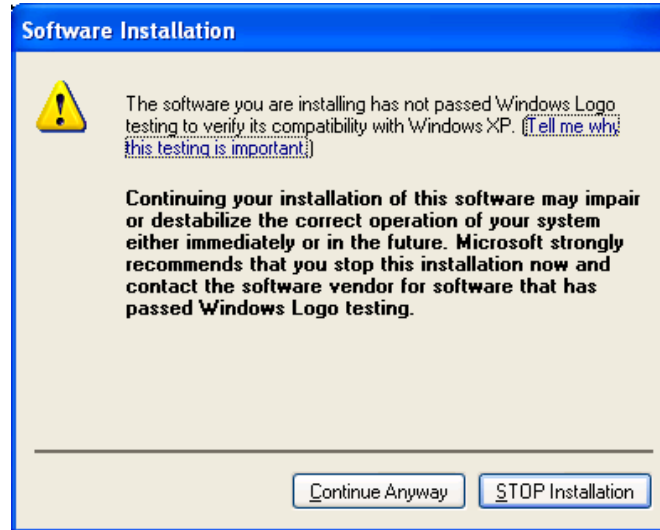 Software Installation
The software you are installing has not passed Windows Logo
testing to verify its compatibility with Windows XP. (Tell me why
this testing is important.)
Continuing your installation of this software may impair
or destabilize the correct operation of your system
either immediately or in the future. Microsoft strongly
recommends that you stop this installation now and
contact the software vendor for software that has
passed Windows Logo testing.
Continue Anyway
STOP Installation